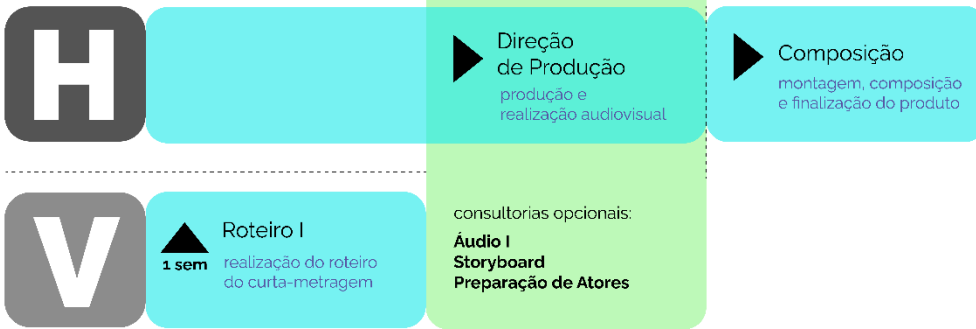 H
Direção
de Produção
produção e
realização audiovisual
Composição
montagem, composição
e finalização do produto
V
1 sem
Roteiro I
realização do roteiro
do curta-metragem
consultorias opcionais:
Áudio I
Storyboard
Preparação de Atores